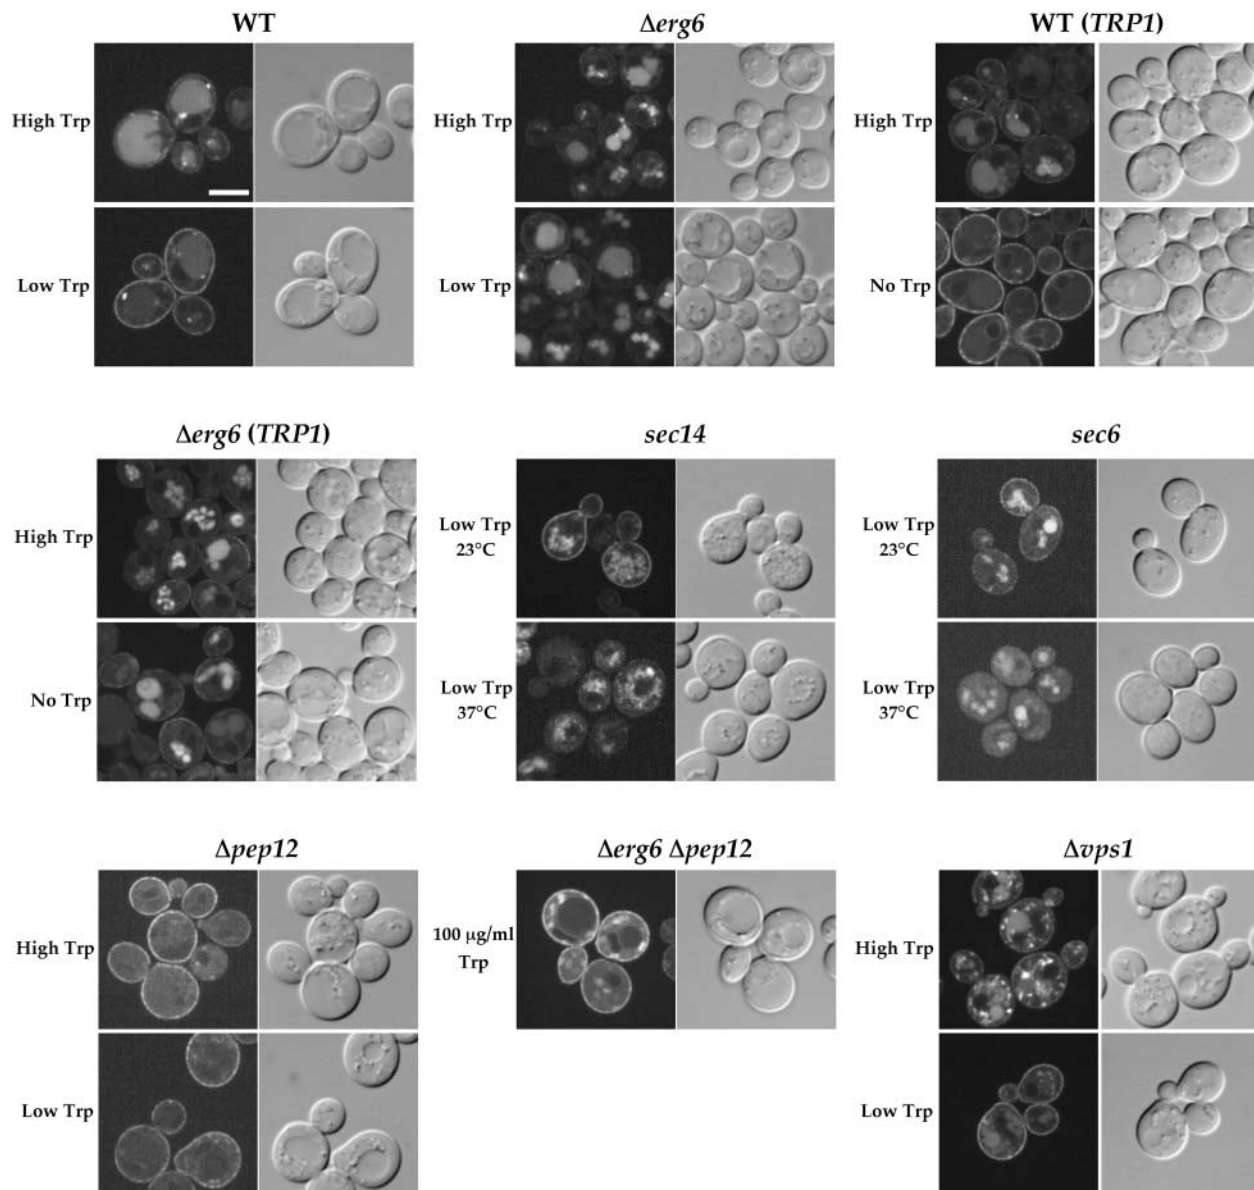 WT
Δerg6
WT (TRP1)
High Trp
High Trp
High Trp
Low Trp
Low Trp
No Trp
Δerg6 (TRP1)
sec14
sec6
High Trp
Low Trp
23°C
Low Trp
23°C
No Trp
Low Trp
37°C
Low Trp
37°C
Δpep12
Δerg6 Δpep12
Δvps1
High Trp
100 μg/ml
Trp
High Trp
Low Trp
Low Trp